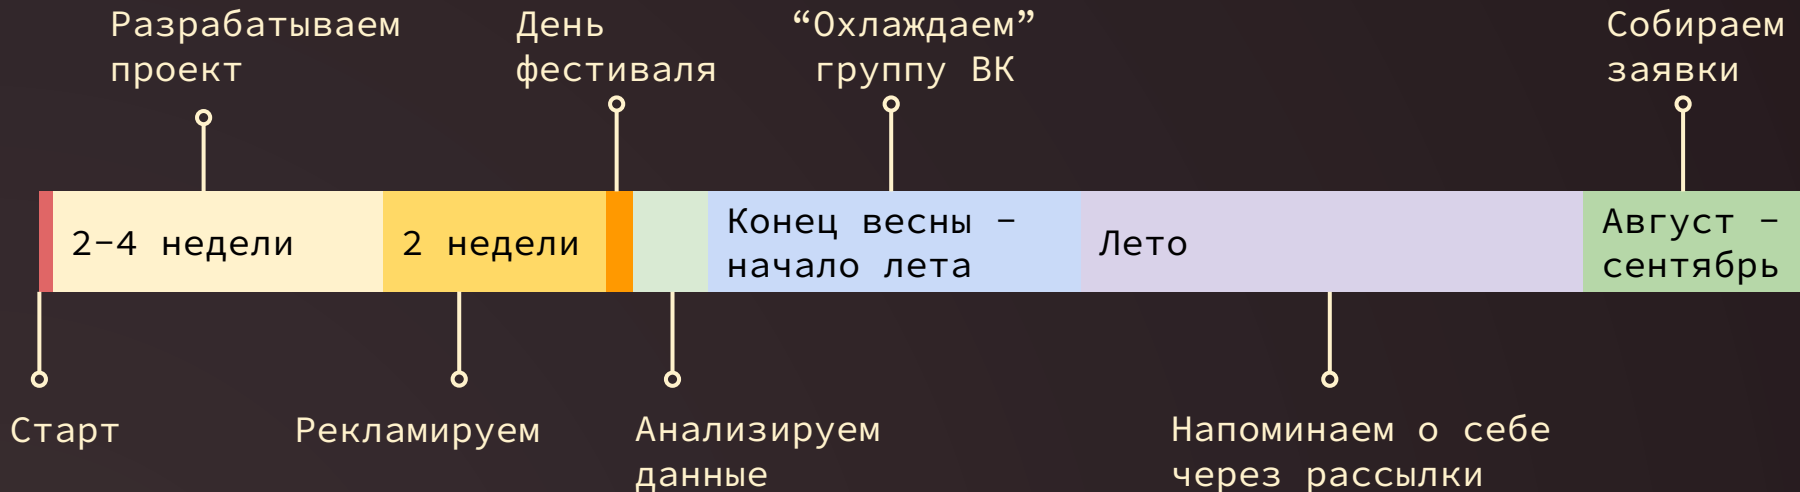 Разрабатываем
проект
День
фестиваля
“Охлаждаем”
группу ВК
Собираем
заявки
2-4 недели
2 недели
Конец весны -
начало лета
Лето
Август -
сентябрь
Старт
Рекламируем
Анализируем
данные
Напоминаем о себе
через рассылки